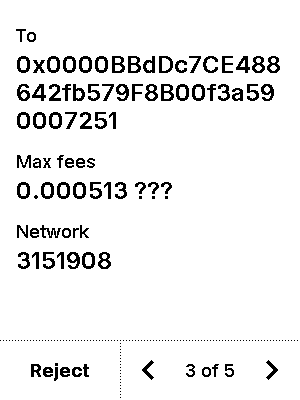 To
0x0000BBdDc7CE488
642fb579F8B00f3a59
0007251
Max fees
0.000513 ???
Network
3151908
Reject
3 of 5